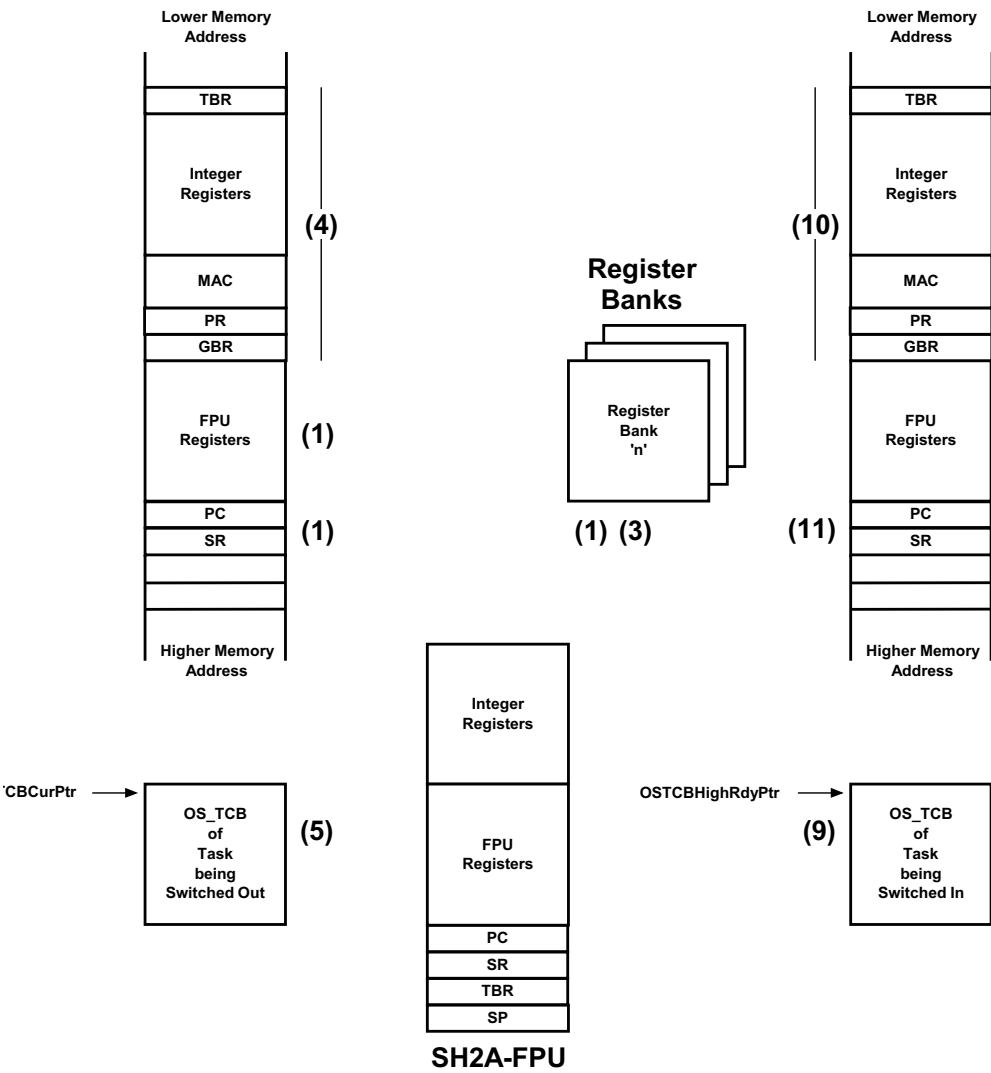 Lower Memory
Address
TBR
Integer
Registers
(4)
MAC
PR
GBR
FPU
Registers
(1)
PC
(1)
SR
Higher Memory
Address
'CBCurPtr
OS_TCB
of
Task
being
Switched Out
(5)
Register
Banks
Register
Bank
'n'
(1) (3)
Integer
Registers
FPU
Registers
PC
SR
TBR
SP
SH2A-FPU
Lower Memory
Address
TBR
Integer
Registers
(10)
MAC
PR
GBR
FPU
Registers
PC
(11)
SR
Higher Memory
Address
OSTCBHighRdyPtr
(9)
OS_TCB
of
Task
being
Switched In